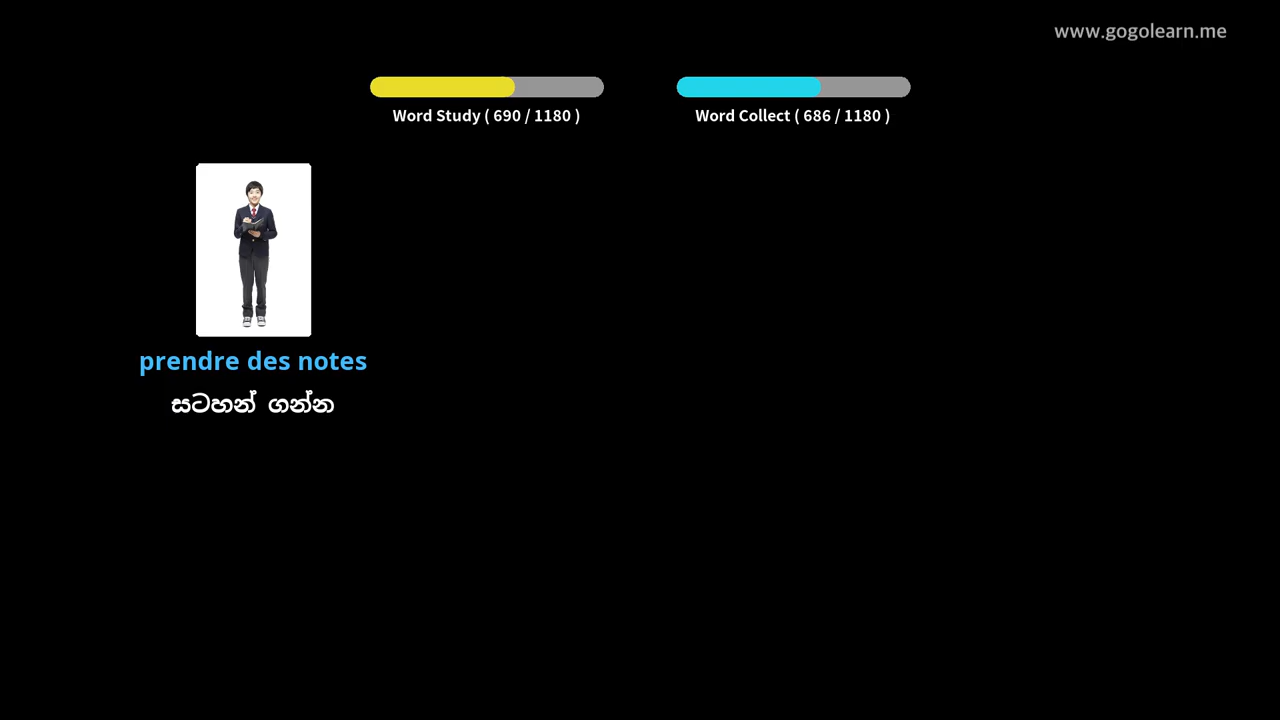 www.gogolearn.me
Word Study ( 690 / 1180 )
Word Collect ( 686 / 1180 )
prendre des notes
සටහන් ගන්න